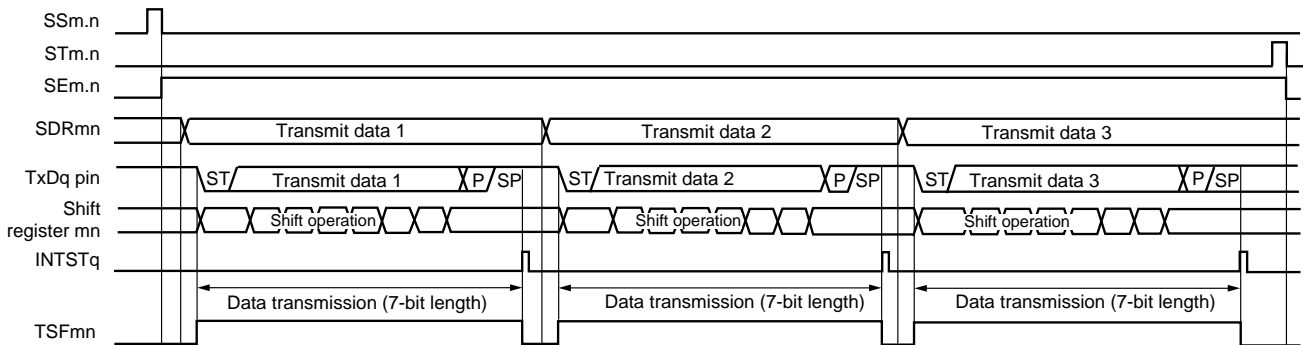 SSm.n
STm.n
SEm.n
SDRmn
Transmit data 1
Transmit data 2
Transmit data 3
TxDq pin
ST
Transmit data 1
P
SP
ST
Transmit data 2
P
SP
ST
Transmit data 3
P
SP
Shift
register mn
Shift operation
Shift operation
Shift operation
INTSTq
Data transmission (7-bit length)
Data transmission (7-bit length)
Data transmission (7-bit length)
TSFmn